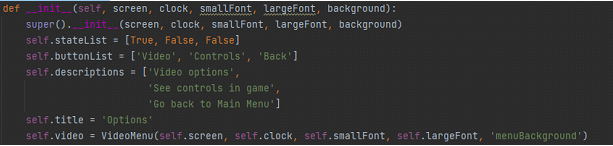 def __init__(self, screen, clock, smallFont, largeFont, background):
super().__init__(screen, clock, smallFont, largeFont, background)
self.stateList = [True, False, False]
self.buttonList = ['Video', 'Controls', 'Back']
self.descriptions = ['Video options',
'See controls in game',
'Go back to Main Menu']
self.title = 'Options'
self.video = VideoMenu(self.screen, self.clock, self.smallFont, self.largeFont, 'menuBackground')